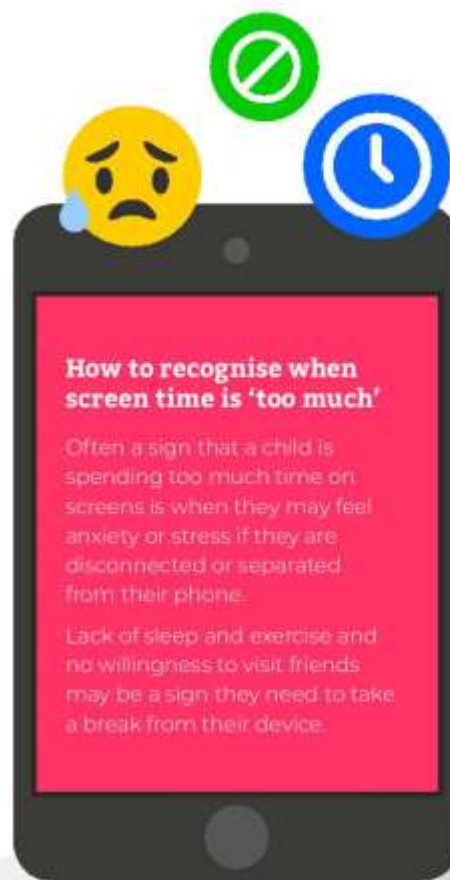 How to recognise when
screen time is ‘too much’
Often a sign that a child is
spending too much time on
screens is when they may feel
anxiety or stress if they are
disconnected or separated
from their phone.
Lack of sleep and exercise and
no willingness to visit friends
may be a sign they need to take
a break from their device.